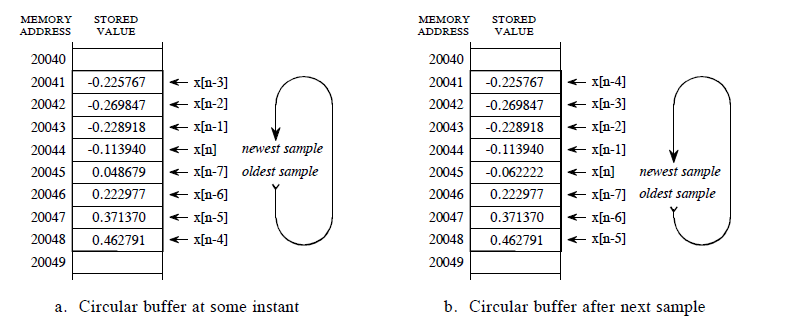 MEMORY ADDRESS STORED VALUE
20040
20041 -0.225767 x[n-3]
20042 -0.269847 x[n-2]
20043 -0.228918 x[n-1]
20044 -0.113940 x[n] newest sample
20045 0.048679 x[n-7] oldest sample
20046 0.222977 x[n-6]
20047 0.371370 x[n-5]
20048 0.462791 x[n-4]
20049
a. Circular buffer at some instant
MEMORY ADDRESS STORED VALUE
20040
20041 -0.225767 x[n-4]
20042 -0.269847 x[n-3]
20043 -0.228918 x[n-2]
20044 -0.113940 x[n-1]
20045 -0.062222 x[n] newest sample
20046 0.222977 x[n-7] oldest sample
20047 0.371370 x[n-6]
20048 0.462791 x[n-5]
20049
b. Circular buffer after next sample